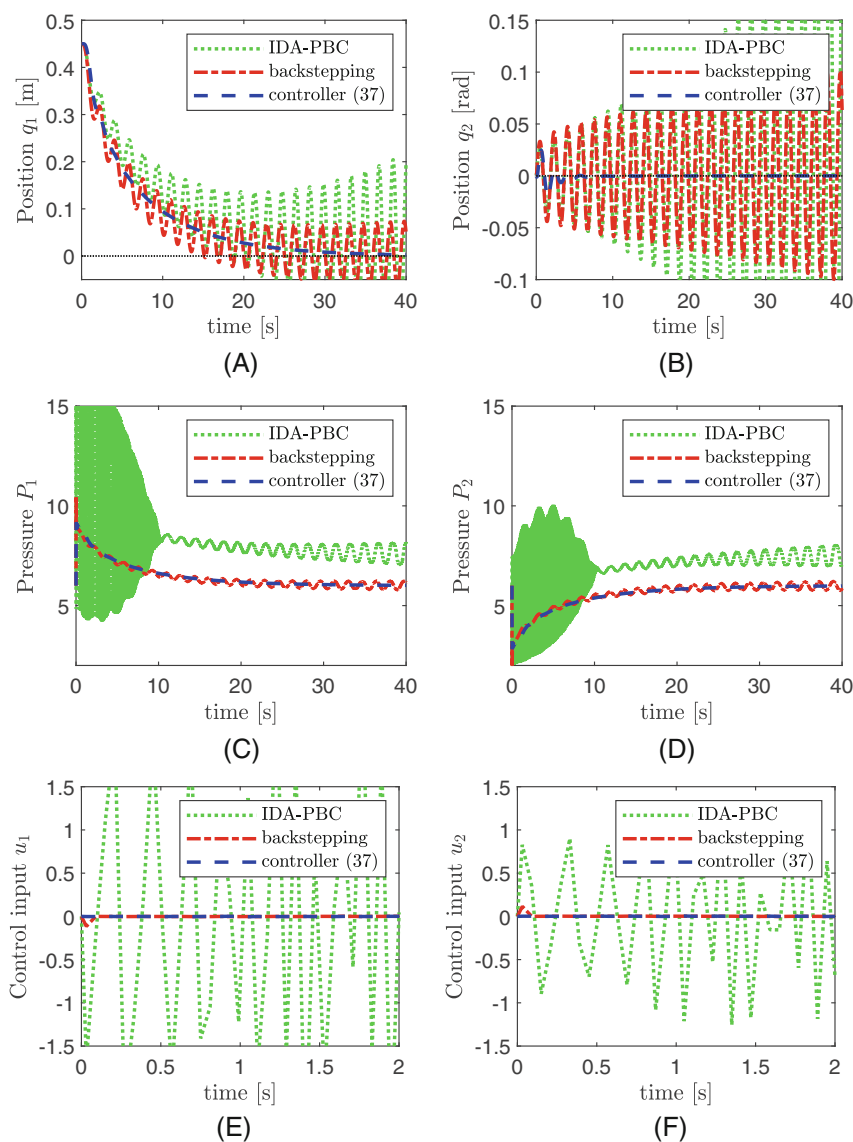 0.5
0.4
0.3
0.2
0.1
0
Position q₁ [m]
IDA-PBC
backstepping
controller (37)
0 10 20 30 40
time [s]
(A)
0.15
0.1
0.05
0
-0.05
-0.1
Position q₂ [rad]
IDA-PBC
backstepping
controller (37)
0 10 20 30 40
time [s]
(B)
15
10
5
Pressure P₁
IDA-PBC
backstepping
controller (37)
0 10 20 30 40
time [s]
(C)
15
10
5
Pressure P₂
IDA-PBC
backstepping
controller (37)
0 10 20 30 40
time [s]
(D)
1.5
1
0.5
0
-0.5
-1
-1.5
Control input u₁
IDA-PBC
backstepping
controller (37)
0 0.5 1 1.5 2
time [s]
(E)
1.5
1
0.5
0
-0.5
-1
-1.5
Control input u₂
IDA-PBC
backstepping
controller (37)
0 0.5 1 1.5 2
time [s]
(F)